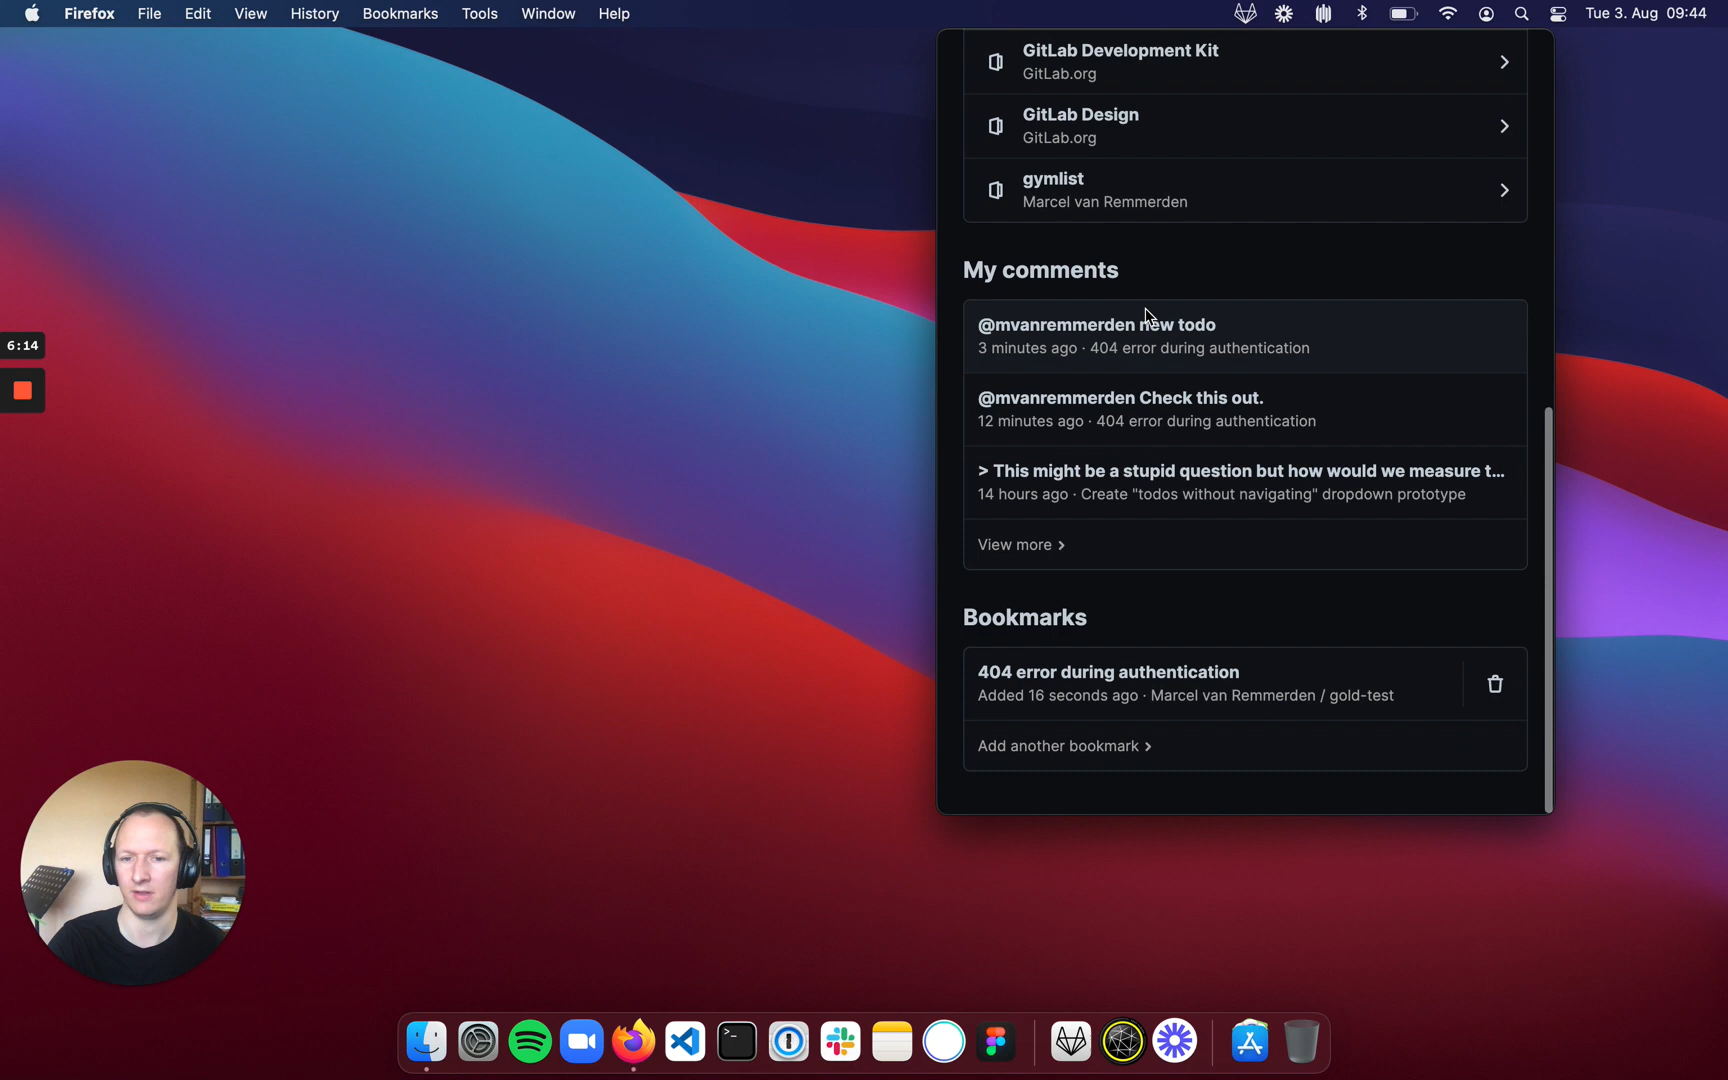 Firefox File Edit View History Bookmarks Tools Window Help Tue 3. Aug 09:44
GitLab Development Kit
GitLab.org
GitLab Design
GitLab.org
gymlist
Marcel van Remmerden
My comments
@mvanremmerden new todo
3 minutes ago · 404 error during authentication
6:14
@mvanremmerden Check this out.
12 minutes ago · 404 error during authentication
> This might be a stupid question but how would we measure t...
14 hours ago · Create "todos without navigating" dropdown prototype
View more >
Bookmarks
404 error during authentication
Added 16 seconds ago · Marcel van Remmerden / gold-test
Add another bookmark >